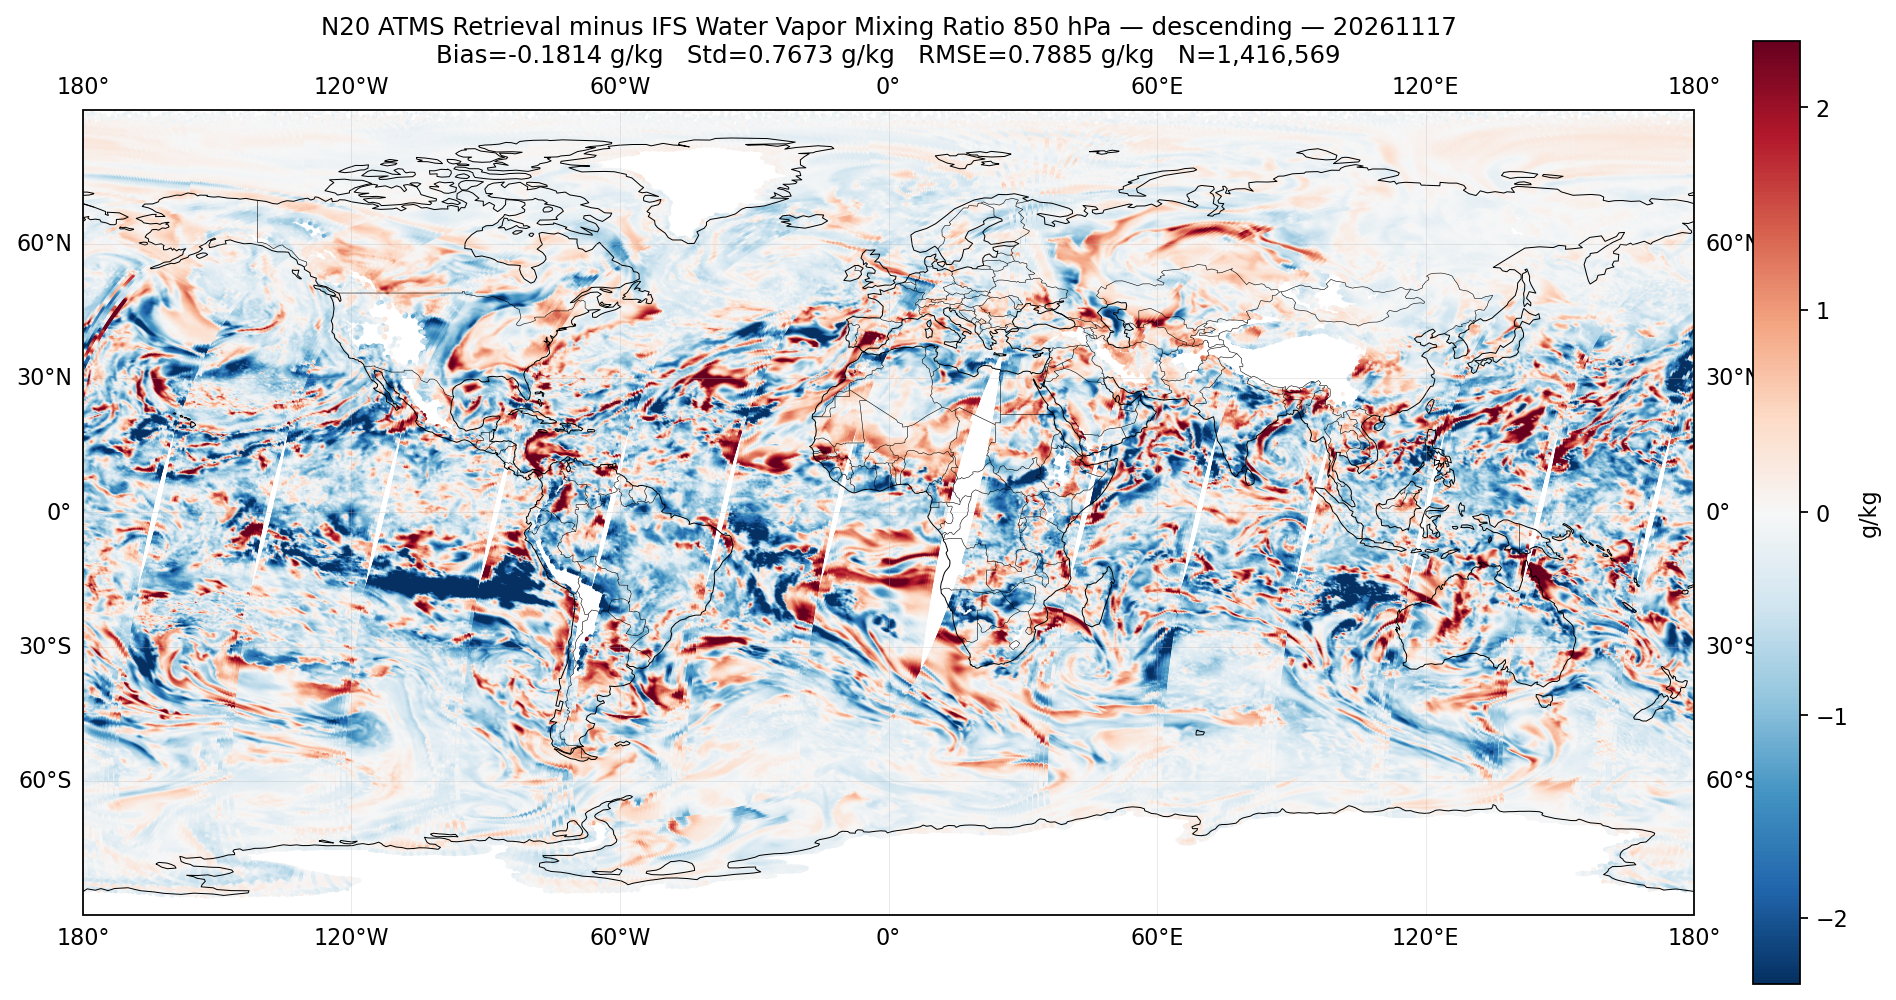 N20 ATMS Retrieval minus IFS Water Vapor Mixing Ratio 850 hPa — descending — 20261117
Bias=-0.1814 g/kg   Std=0.7673 g/kg   RMSE=0.7885 g/kg   N=1,416,569
180° 120°W 60°W 0° 60°E 120°E 180°
60°N 60°N
30°N 30°N
0° 0°
30°S 30°S
60°S 60°S
180° 120°W 60°W 0° 60°E 120°E 180°
2
1
0
−1
−2
g/kg